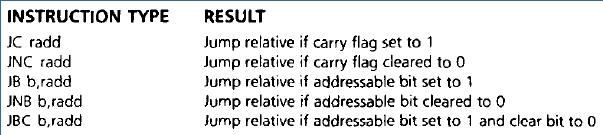 INSTRUCTION TYPE RESULT
JC radd Jump relative if carry flag set to 1
JNC radd Jump relative if carry flag cleared to 0
JB b,radd Jump relative if addressable bit set to 1
JNB b,radd Jump relative if addressable bit cleared to 0
JBC b,radd Jump relative if addressable bit set to 1 and clear bit to 0